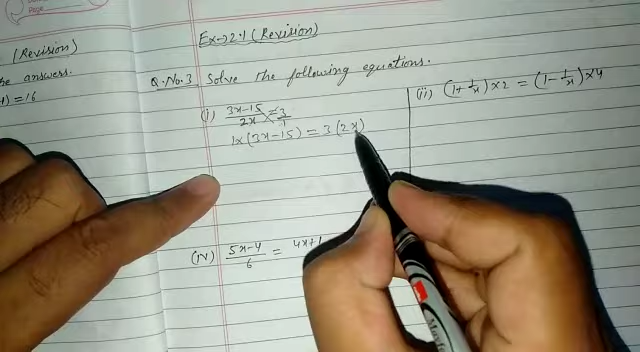 Page
Ex→2.1 (Revision)
(Revision)
Q.No.3 Solve the following equations.
answers.
) = 16
(i) (3x-15)/2x = 3/1
1x(3x-15) = 3(2x)
(ii) (1+1/x)×2 = (1-1/x)×4
(iv) (5x-4)/6 = 4x+1